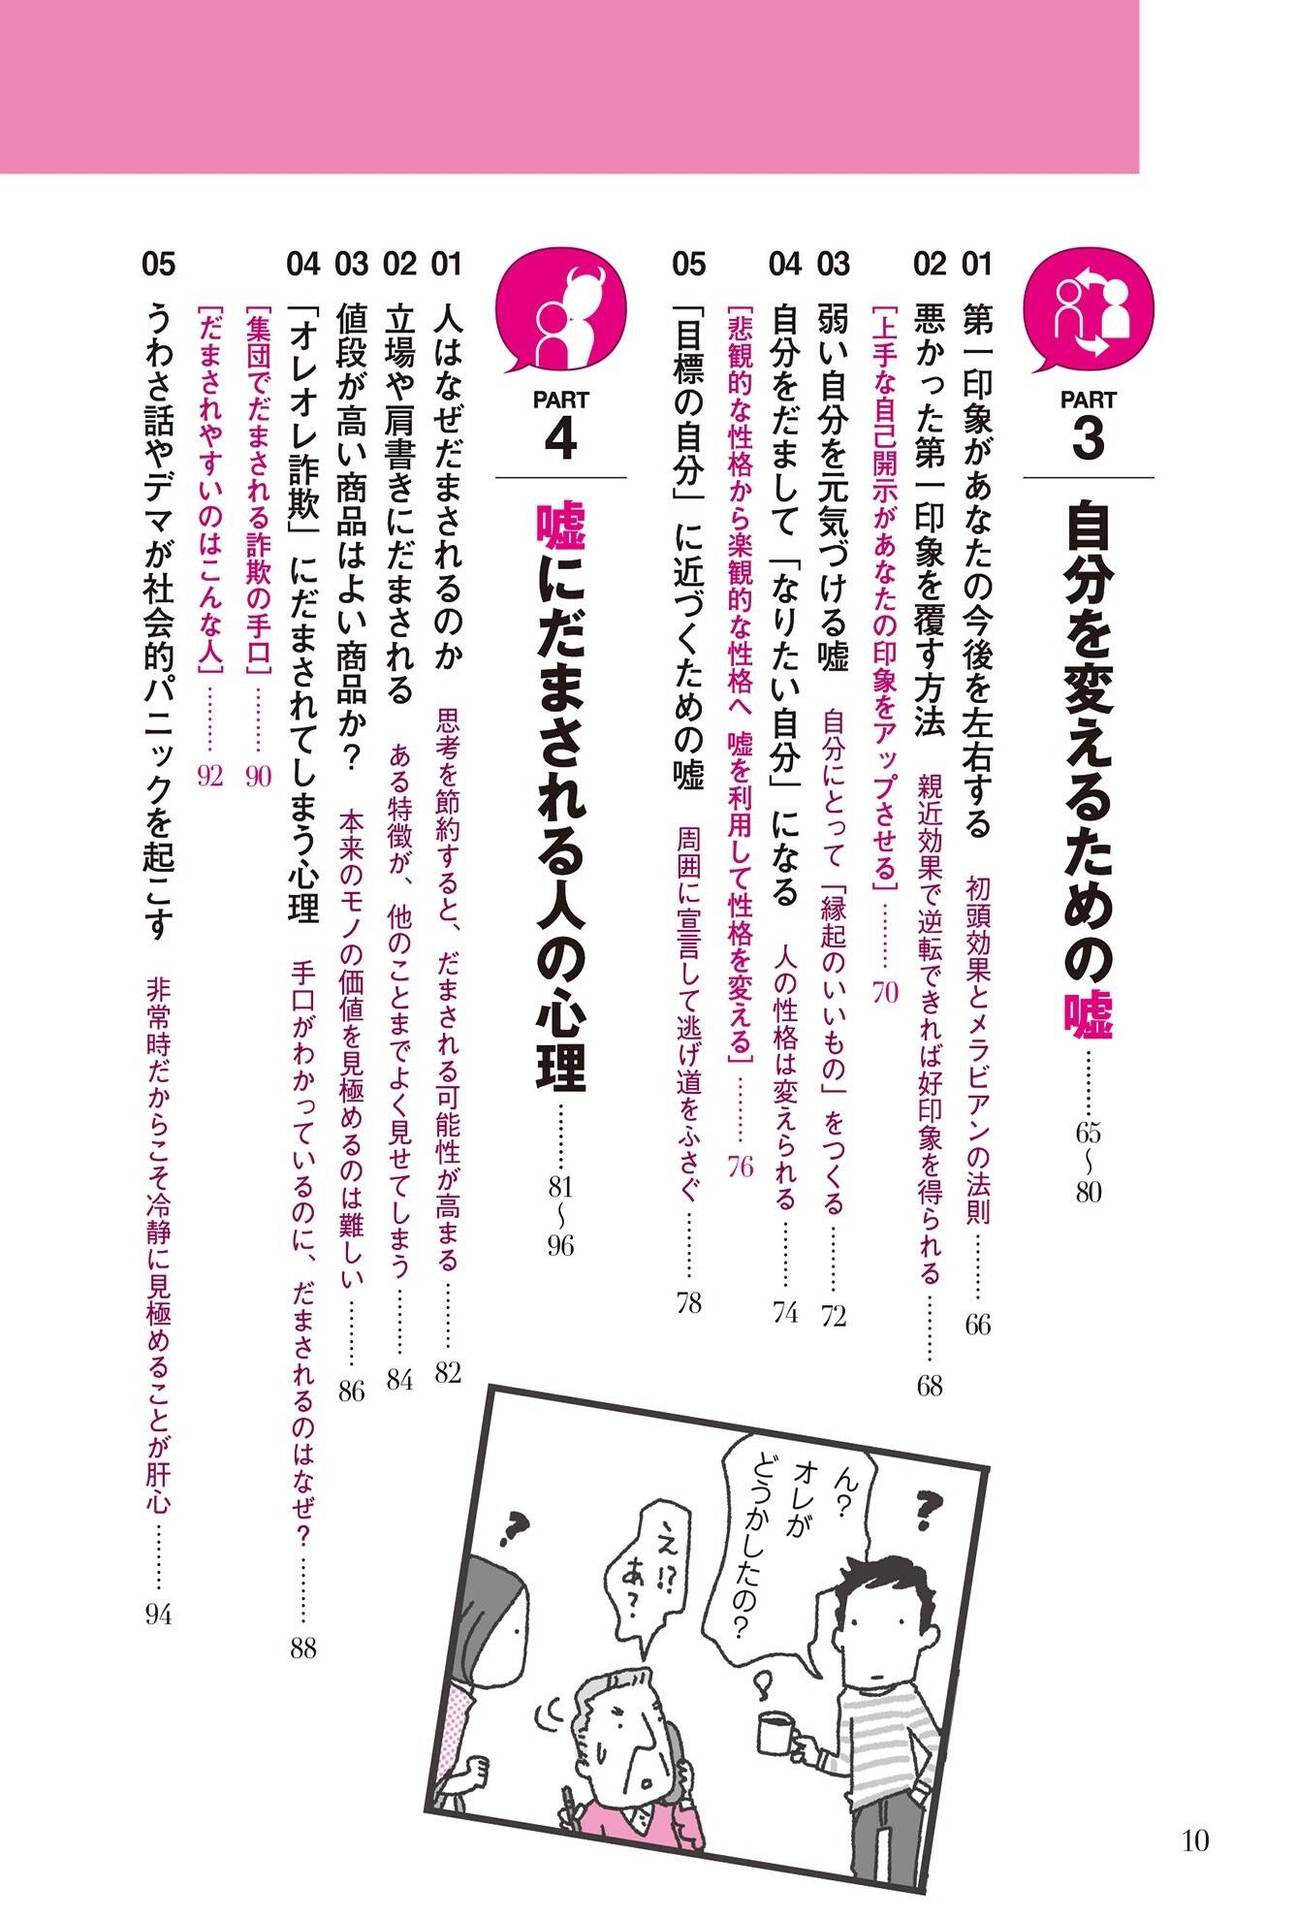 PART
3
自分を変えるための嘘………65〜80
01 第一印象があなたの今後を左右する 初頭効果とメラビアンの法則………66
02 悪かった第一印象を覆す方法 親近効果で逆転できれば好印象を得られる………68
[上手な自己開示があなたの印象をアップさせる]………70
03 弱い自分を元気づける嘘 自分にとって「縁起のいいもの」をつくる………72
04 自分をだまして「なりたい自分」になる 人の性格は変えられる………74
[悲観的な性格から楽観的な性格へ 嘘を利用して性格を変える]………76
05 「目標の自分」に近づくための嘘 周囲に宣言して逃げ道をふさぐ………78
PART
4
嘘にだまされる人の心理………81〜96
01 人はなぜだまされるのか 思考を節約すると、だまされる可能性が高まる………82
02 立場や肩書きにだまされる ある特徴が、他のことまでよく見せてしまう………84
03 値段が高い商品はよい商品か？ 本来のモノの価値を見極めるのは難しい………86
04 「オレオレ詐欺」にだまされてしまう心理 手口がわかっているのに、だまされるのはなぜ？………88
[集団でだまされる詐欺の手口]………90
[だまされやすいのはこんな人]………92
05 うわさ話やデマが社会的パニックを起こす 非常時だからこそ冷静に見極めることが肝心………94
？
ん？
オレが
どうかしたの？
え!?
あ？
？
10